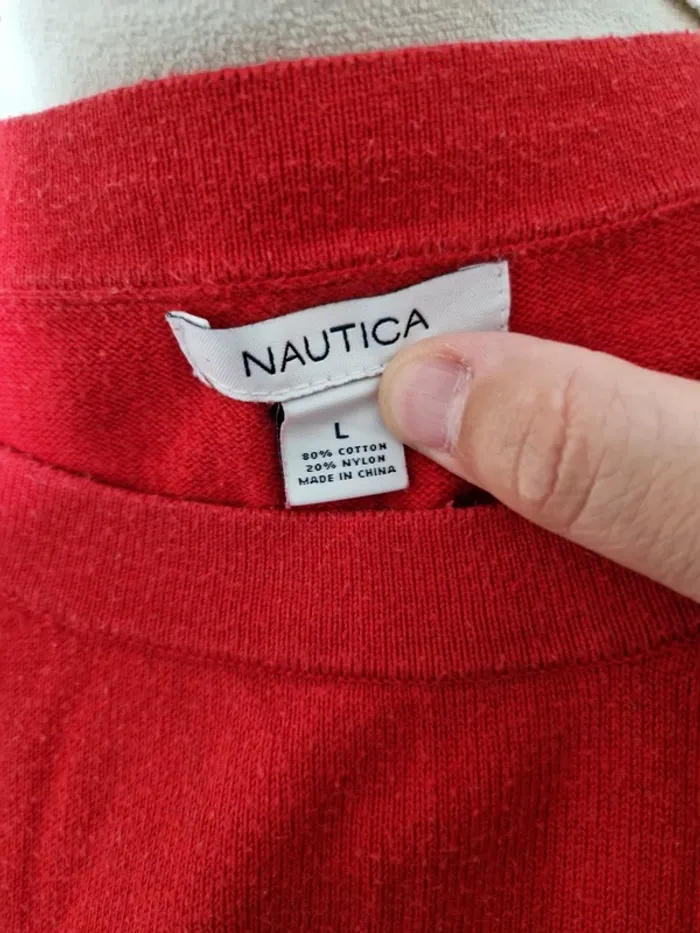 NAUTICA
L
80% COTTON
20% NYLON
MADE IN CHINA